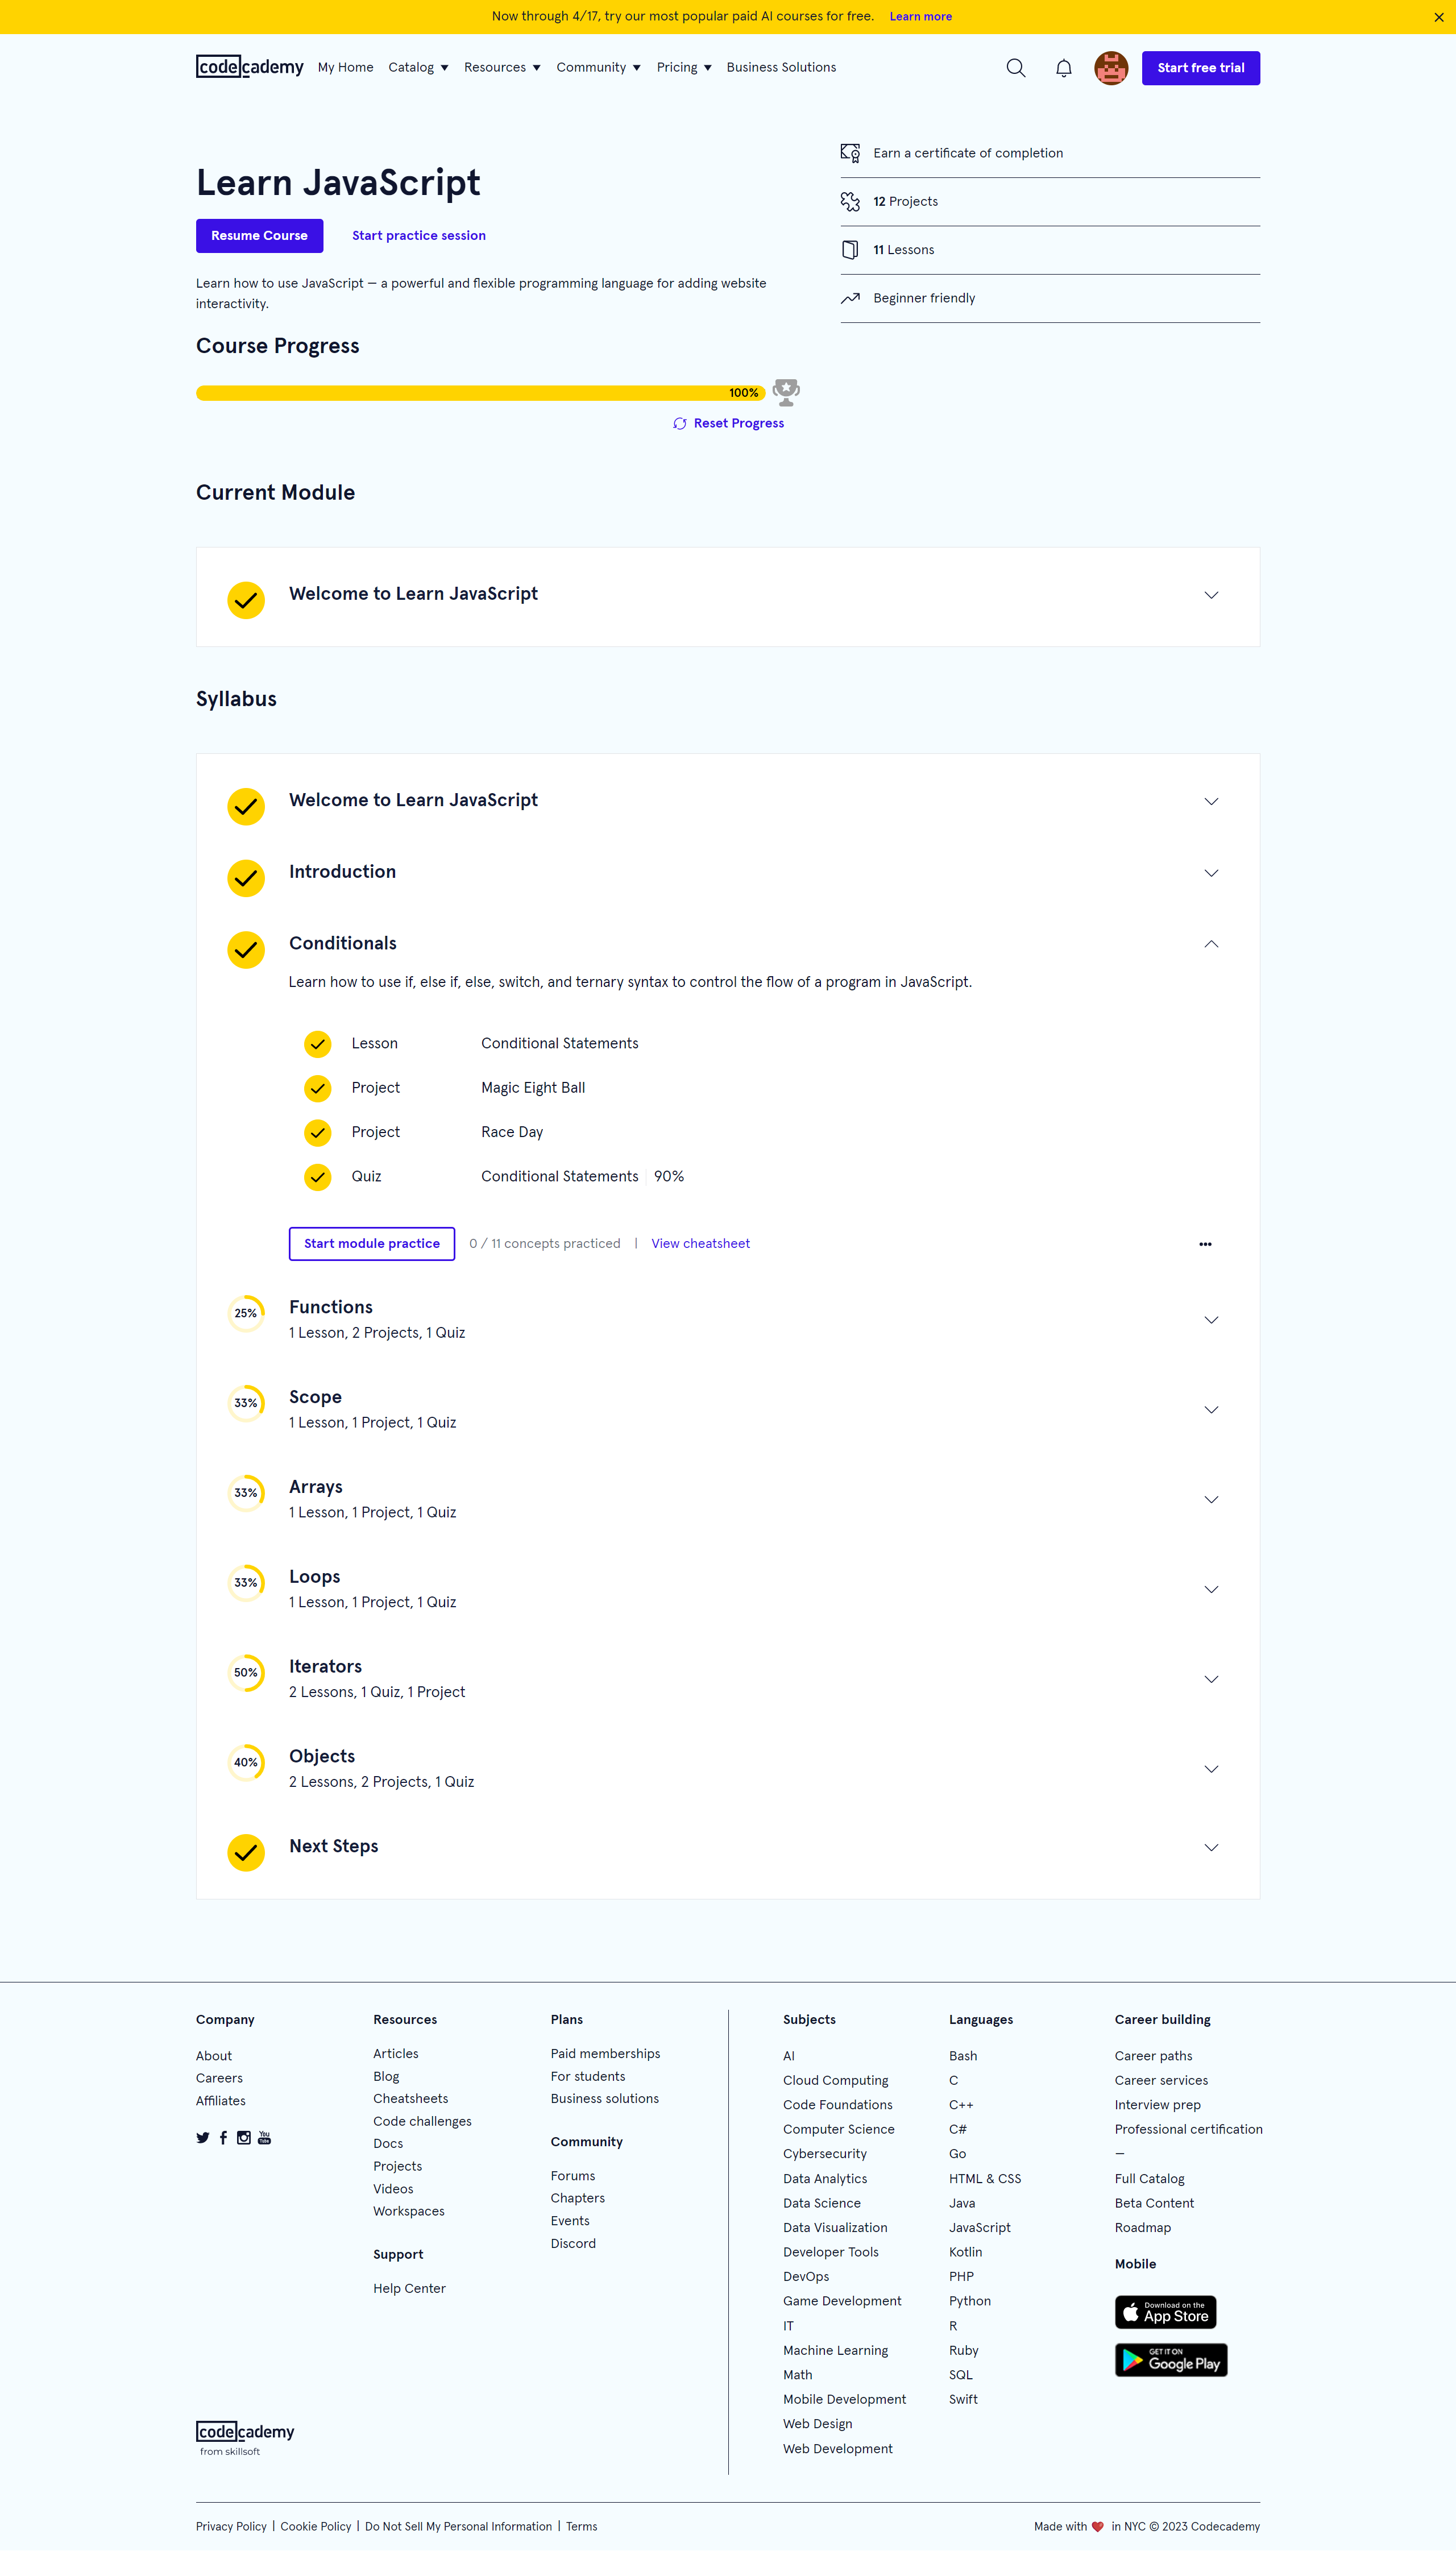 Now through 4/17, try our most popular paid AI courses for free. Learn more
codecademy My Home Catalog Resources Community Pricing Business Solutions Start free trial
Learn JavaScript
Resume Course Start practice session
Learn how to use JavaScript — a powerful and flexible programming language for adding website
interactivity.
Earn a certificate of completion
12 Projects
11 Lessons
Beginner friendly
Course Progress
100%
Reset Progress
Current Module
Welcome to Learn JavaScript
Syllabus
Welcome to Learn JavaScript
Introduction
Conditionals
Learn how to use if, else if, else, switch, and ternary syntax to control the flow of a program in JavaScript.
Lesson Conditional Statements
Project Magic Eight Ball
Project Race Day
Quiz Conditional Statements 90%
Start module practice 0 / 11 concepts practiced | View cheatsheet
25% Functions
1 Lesson, 2 Projects, 1 Quiz
33% Scope
1 Lesson, 1 Project, 1 Quiz
33% Arrays
1 Lesson, 1 Project, 1 Quiz
33% Loops
1 Lesson, 1 Project, 1 Quiz
50% Iterators
2 Lessons, 1 Quiz, 1 Project
40% Objects
2 Lessons, 2 Projects, 1 Quiz
Next Steps
Company
About
Careers
Affiliates
You Tube
Resources
Articles
Blog
Cheatsheets
Code challenges
Docs
Projects
Videos
Workspaces
Support
Help Center
Plans
Paid memberships
For students
Business solutions
Community
Forums
Chapters
Events
Discord
Subjects
AI
Cloud Computing
Code Foundations
Computer Science
Cybersecurity
Data Analytics
Data Science
Data Visualization
Developer Tools
DevOps
Game Development
IT
Machine Learning
Math
Mobile Development
Web Design
Web Development
Languages
Bash
C
C++
C#
Go
HTML & CSS
Java
JavaScript
Kotlin
PHP
Python
R
Ruby
SQL
Swift
Career building
Career paths
Career services
Interview prep
Professional certification
—
Full Catalog
Beta Content
Roadmap
Mobile
Download on the
App Store
GET IT ON
Google Play
codecademy
from skillsoft
Privacy Policy | Cookie Policy | Do Not Sell My Personal Information | Terms
Made with ❤️ in NYC © 2023 Codecademy